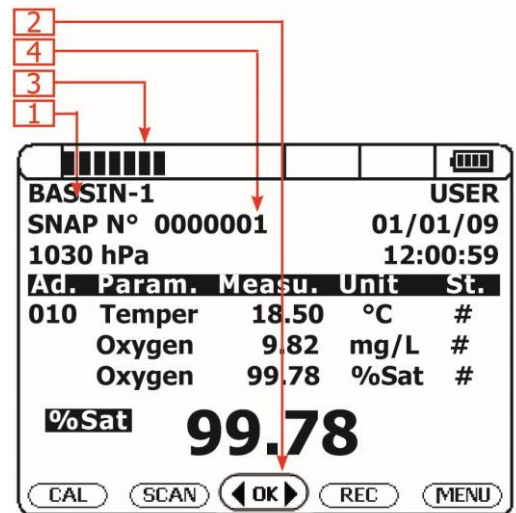 2
4
3
1
BASSIN-1 USER
SNAP N° 0000001 01/01/09
1030 hPa 12:00:59
Ad. Param. Measu. Unit St.
010 Temper 18.50 °C #
Oxygen 9.82 mg/L #
Oxygen 99.78 %Sat #
%Sat 99.78
CAL SCAN OK REC MENU